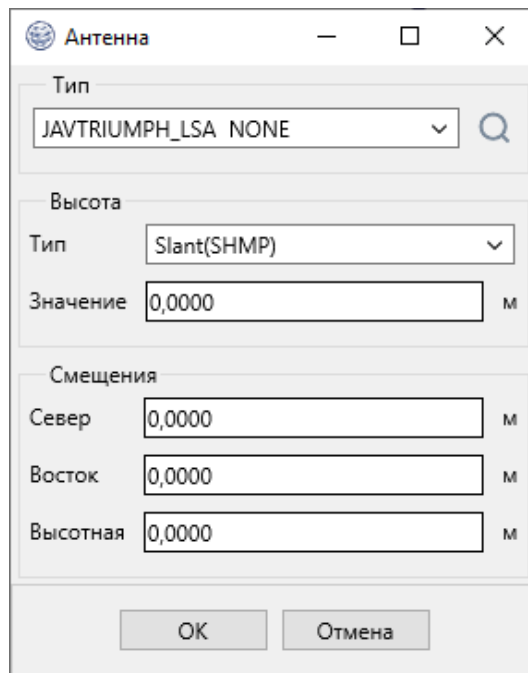 Антенна
Тип
JAVTRIUMPH_LSA NONE
Высота
Тип Slant(SHMP)
Значение 0,0000 м
Смещения
Север 0,0000 м
Восток 0,0000 м
Высотная 0,0000 м
OK Отмена